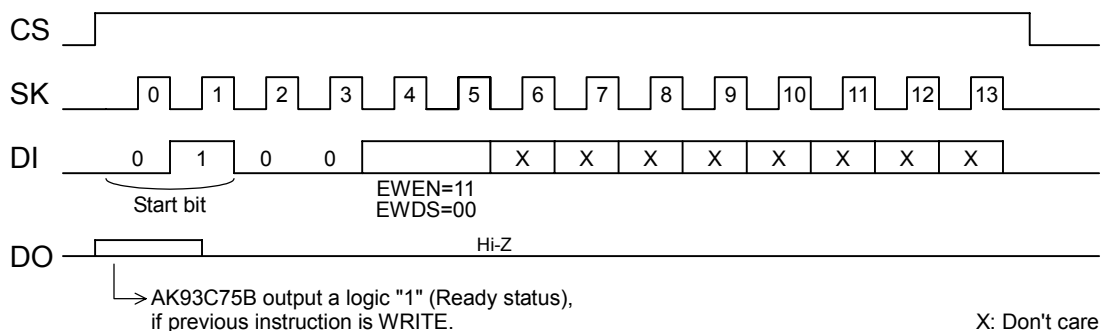 CS
SK 0 1 2 3 4 5 6 7 8 9 10 11 12 13
DI 0 1 0 0 X X X X X X X X
EWEN=11
EWDS=00
Start bit
DO Hi-Z
AK93C75B output a logic "1" (Ready status),
if previous instruction is WRITE.
X: Don't care